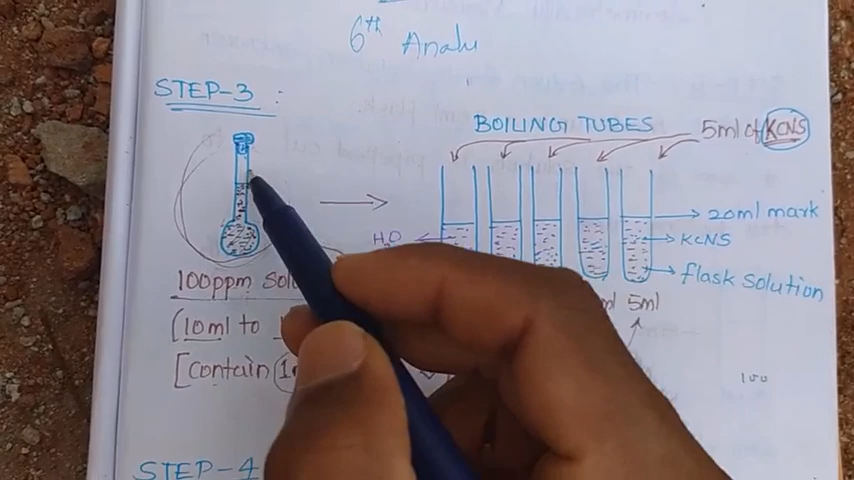 6th
STEP-3 :
BOILING TUBES
5ml of KCNS
20ml mark
H2O
KCNS
100ppm
flask solution
5ml
(10ml to
[Contain
100
STEP-4